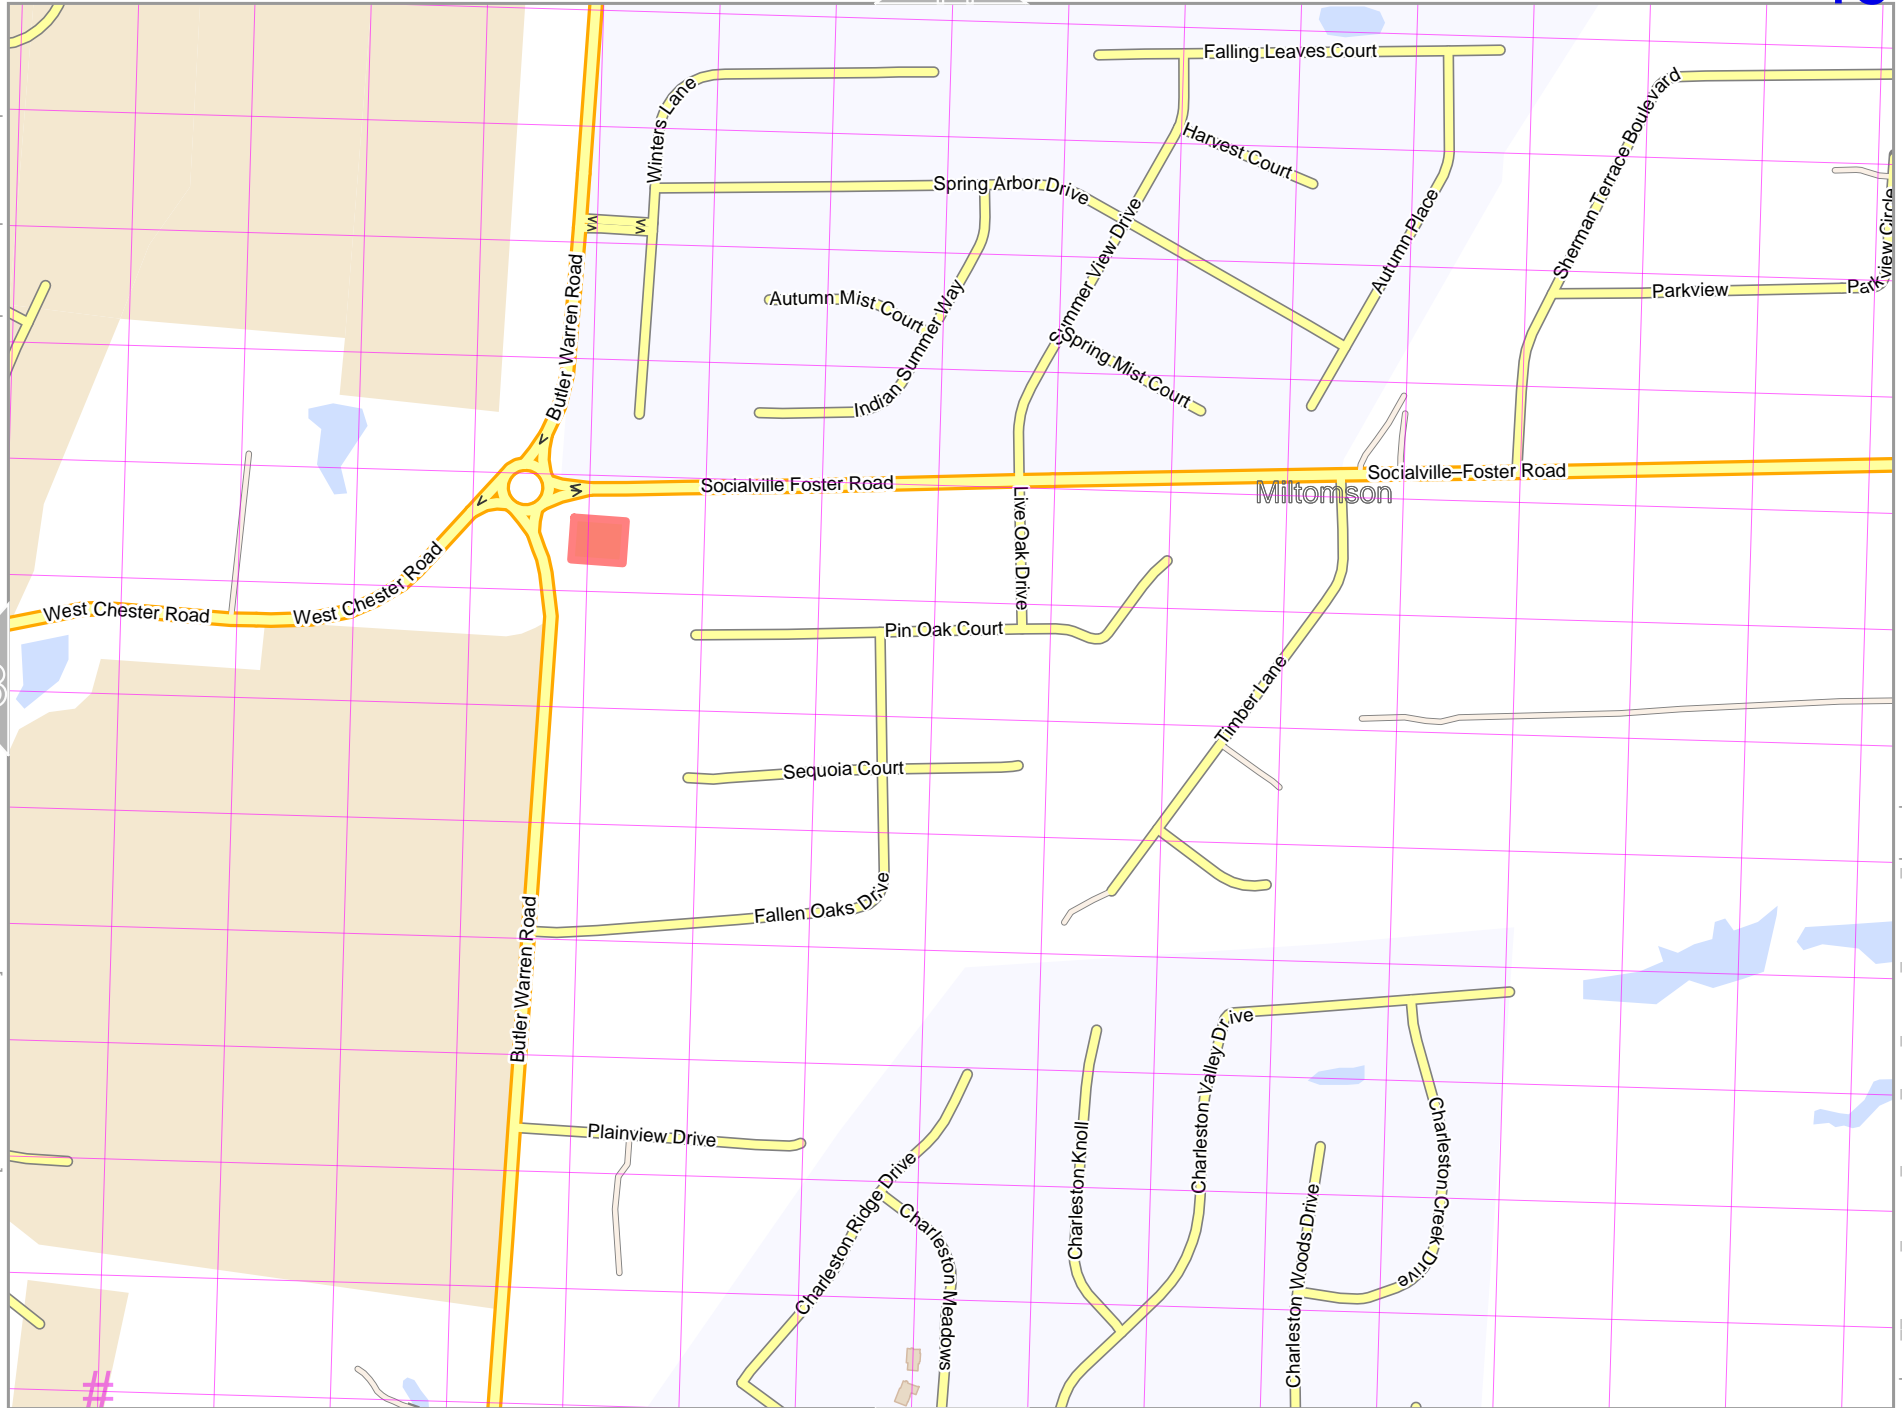 Falling Leaves Court
Sherman Terrace Boulevard
Winters Lane
Harvest Court
Spring Arbor Drive
Autumn Place
Parkview Circle
Summer View Drive
Butler Warren Road
Parkview
Autumn Mist Court
Indian Summer Way
Spring Mist Court
Socialville-Foster Road
Socialville Foster Road
Miltomson
Live Oak Drive
West Chester Road
West Chester Road
Pin Oak Court
Timber Lane
Sequoia Court
Fallen Oaks Drive
Butler Warren Road
Charleston Valley Drive
Plainview Drive
Charleston Knoll
Charleston Creek Drive
Charleston Ridge Drive
Charleston Woods Drive
Charleston Meadows
Charleston
#